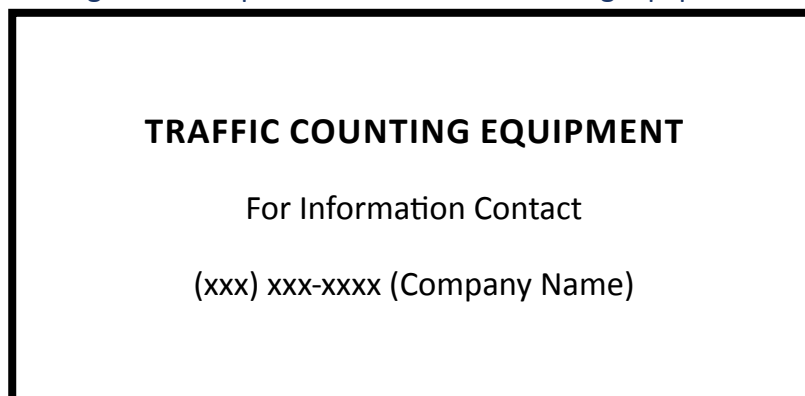 TRAFFIC COUNTING EQUIPMENT
For Information Contact
(xxx) xxx-xxxx (Company Name)